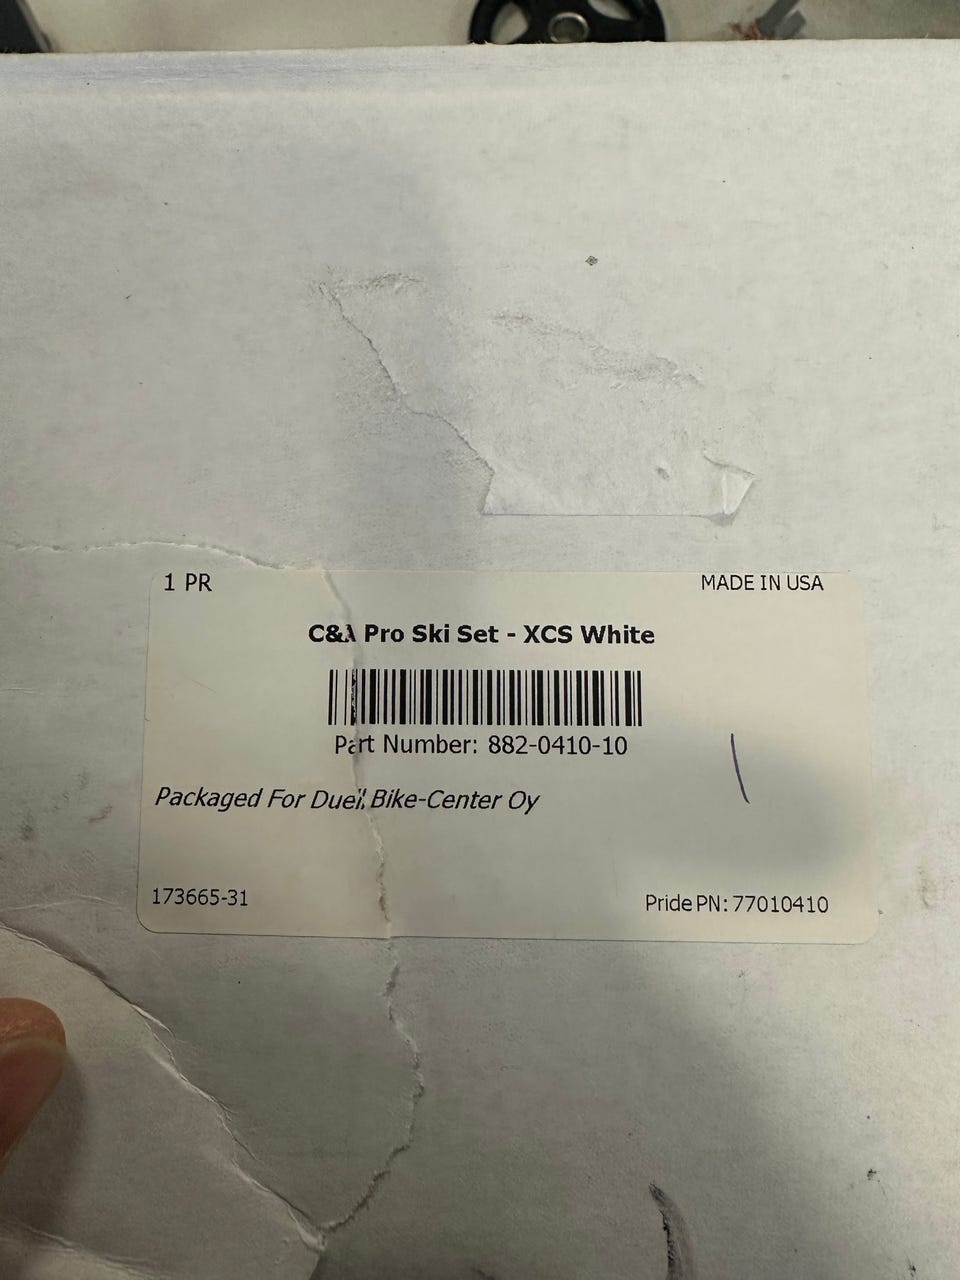 1 PR
MADE IN USA
C&A Pro Ski Set - XCS White
Part Number: 882-0410-10
Packaged For Duell Bike-Center Oy
173665-31
Pride PN: 77010410